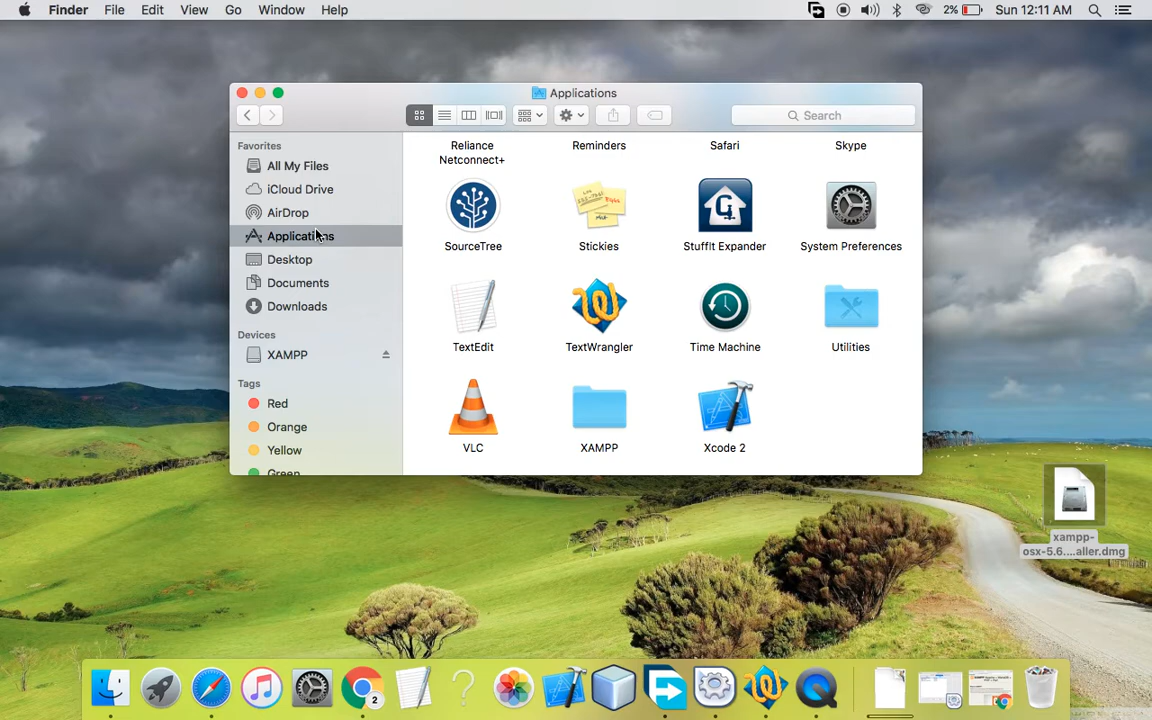 Finder File Edit View Go Window Help 2% Sun 12:11 AM
Applications
Search
Favorites
All My Files
iCloud Drive
AirDrop
Applications
Desktop
Documents
Downloads
Devices
XAMPP
Tags
Red
Orange
Yellow
Green
Reliance
Netconnect+
Reminders
Safari
Skype
SourceTree
Stickies
StuffIt Expander
System Preferences
TextEdit
TextWrangler
Time Machine
Utilities
VLC
XAMPP
Xcode 2
xampp-
osx-5.6....aller.dmg
2